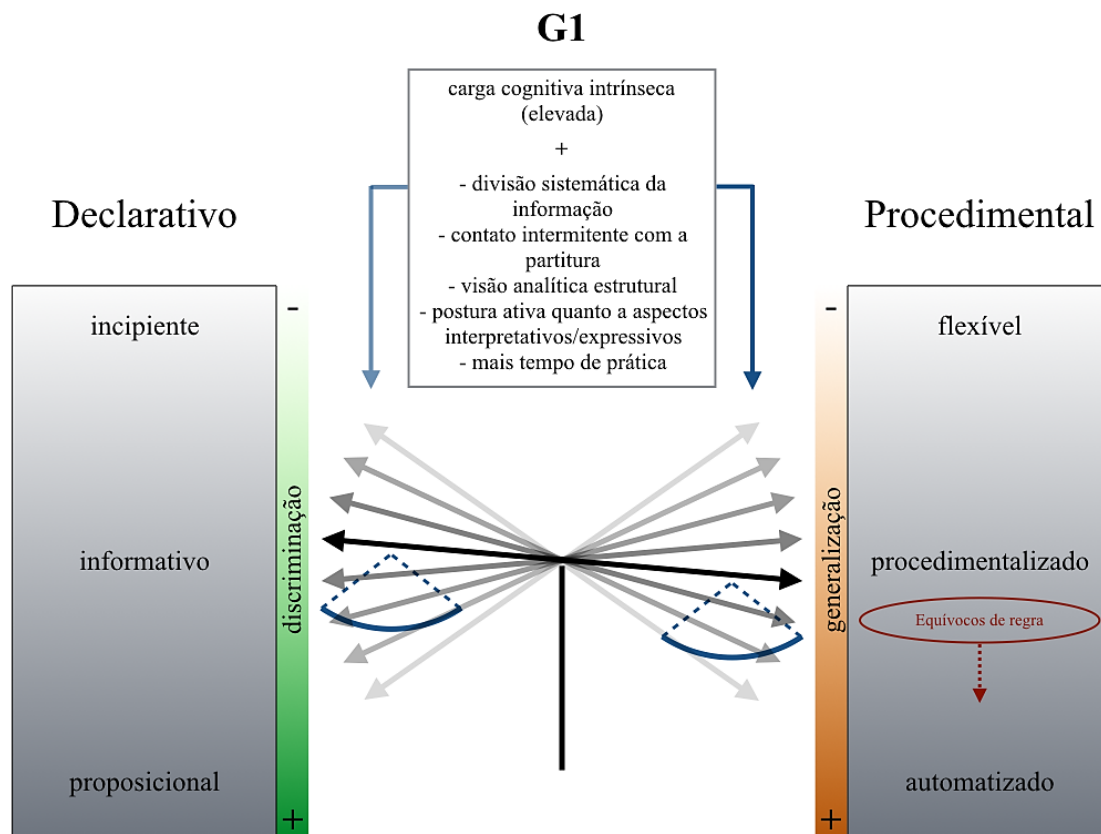 G1
carga cognitiva intrínseca
(elevada)
+
- divisão sistemática da
informação
- contato intermitente com a
partitura
- visão analítica estrutural
- postura ativa quanto a aspectos
interpretativos/expressivos
- mais tempo de prática
Declarativo
incipiente
informativo
proposicional
-
discriminação
+
Procedimental
-
generalização
+
flexível
procedimentalizado
Equívocos de regra
automatizado